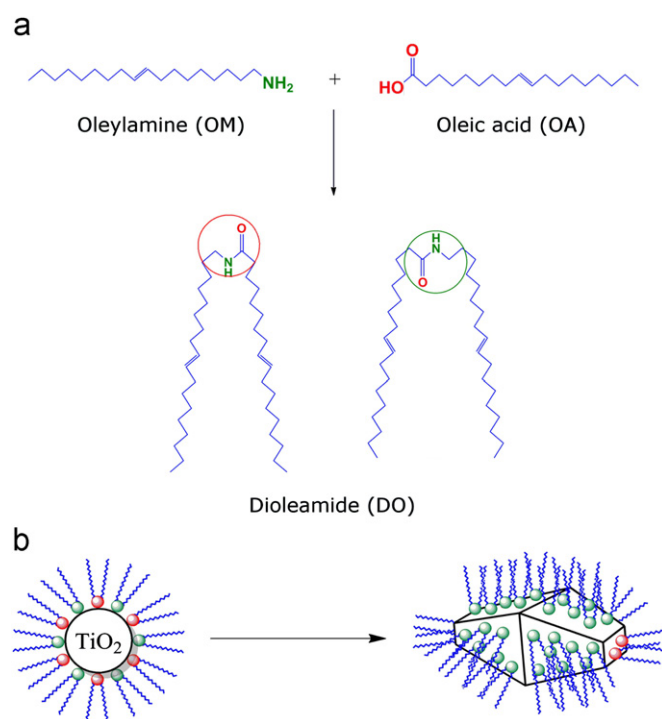 a
O
HO
NH₂
+
Oleylamine (OM)
Oleic acid (OA)
O
N
H
H
N
O
Dioleamide (DO)
b
TiO₂